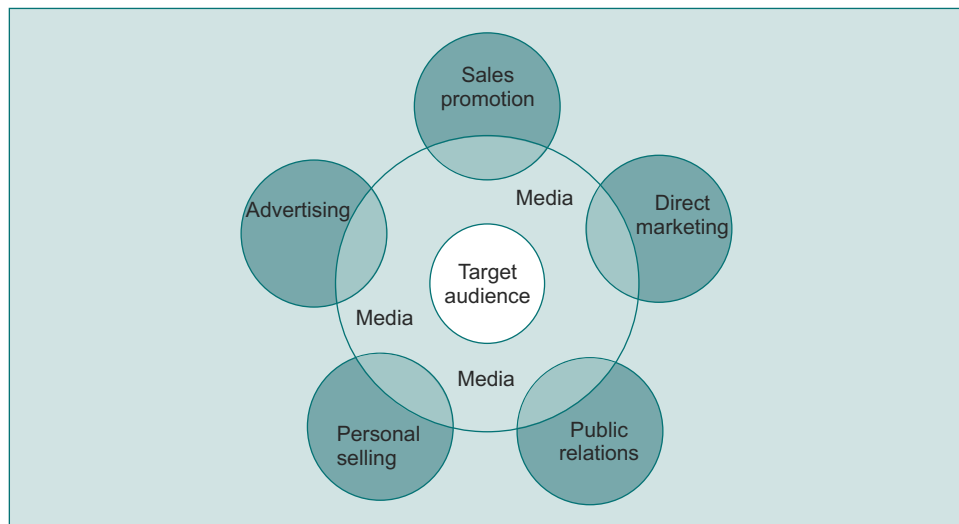 Sales
promotion
Media
Direct
marketing
Advertising
Target
audience
Media
Media
Personal
selling
Public
relations